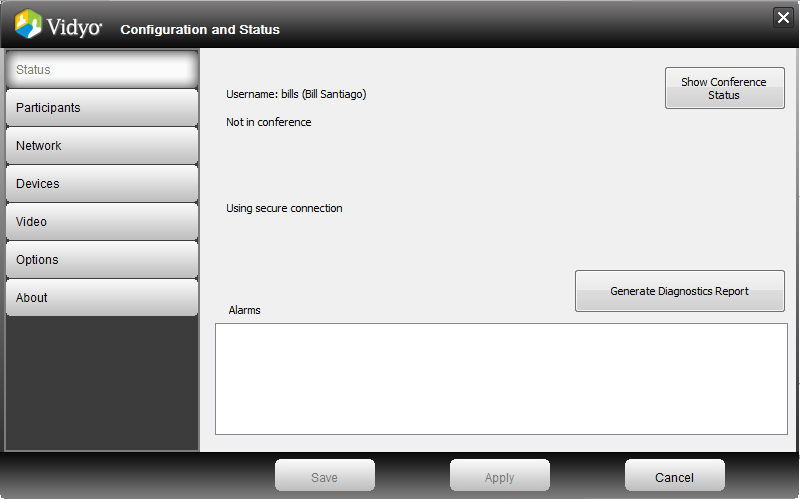 Vidyo
Configuration and Status
Status
Participants
Network
Devices
Video
Options
About
Username: bills (Bill Santiago)
Not in conference
Show Conference
Status
Using secure connection
Generate Diagnostics Report
Alarms
Save
Apply
Cancel